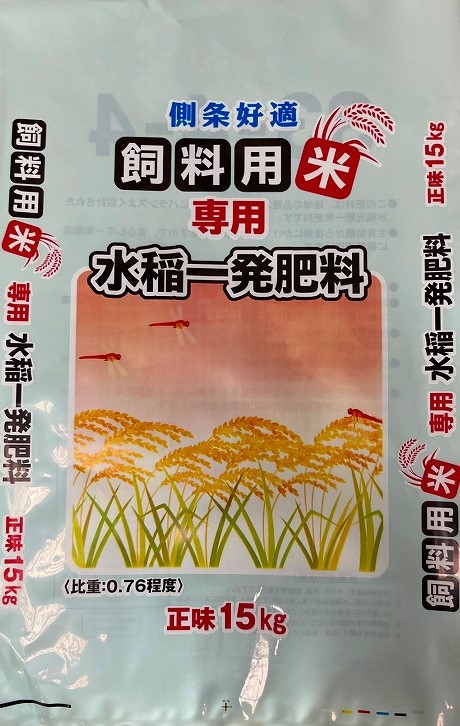 側条好適
飼料用米
専用
水稲一発肥料
〈比重:0.76程度〉
正味15kg
飼料用米
専用 水稲一発肥料
正味15kg
飼料用米
専用 水稲一発肥料
正味15kg